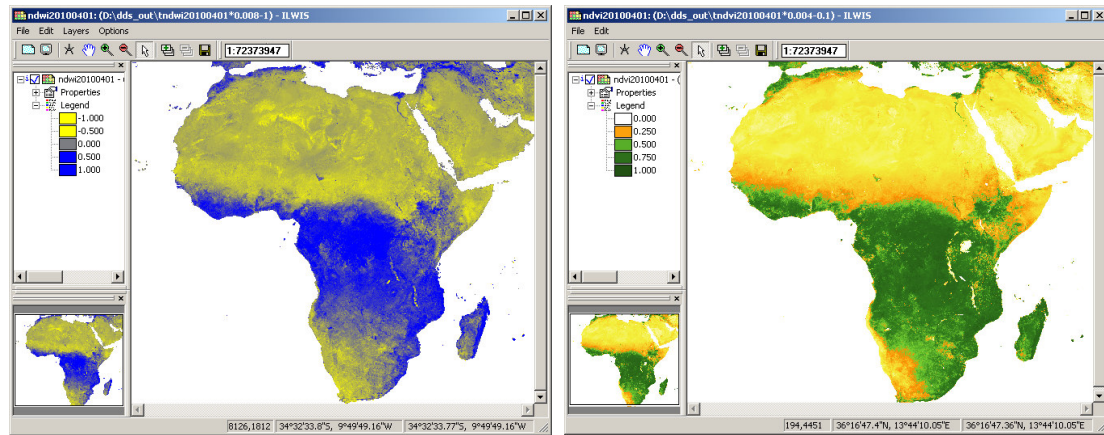 ndwi20100401: (D:\dds_out\tndwi20100401*0.008-1) - ILWIS
File Edit Layers Options
1:72373947
ndwi20100401 -
Properties
Legend
-1.000
-0.500
0.000
0.500
1.000
8126,1812 34°32'33.8"S, 9°49'49.16"W 34°32'33.77"S, 9°49'49.16"W
ndvi20100401: (D:\dds_out\tndvi20100401*0.004-0.1) - ILWIS
File Edit
1:72373947
ndvi20100401 - (
Properties
Legend
0.000
0.250
0.500
0.750
1.000
194,4451 36°16'47.4"N, 13°44'10.05"E 36°16'47.36"N, 13°44'10.05"E